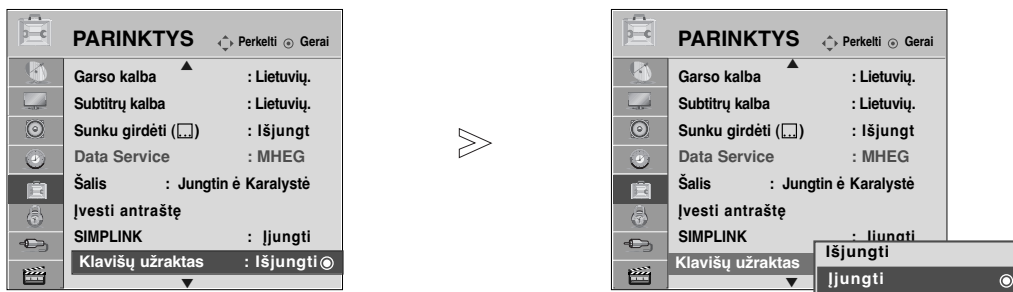 PARINKTYS Perkelti Gerai
Garso kalba : Lietuvių.
Subtitrų kalba : Lietuvių.
Sunku girdėti ( ) : Išjungt
Data Service : MHEG
Šalis : Jungtin ė Karalystė
Įvesti antraštę
SIMPLINK : Įjungti
Klavišų užraktas : Išjungti
PARINKTYS Perkelti Gerai
Garso kalba : Lietuvių.
Subtitrų kalba : Lietuvių.
Sunku girdėti ( ) : Išjungt
Data Service : MHEG
Šalis : Jungtin ė Karalystė
Įvesti antraštę
SIMPLINK : Įjungti
Klavišų užraktas
Išjungti
Įjungti